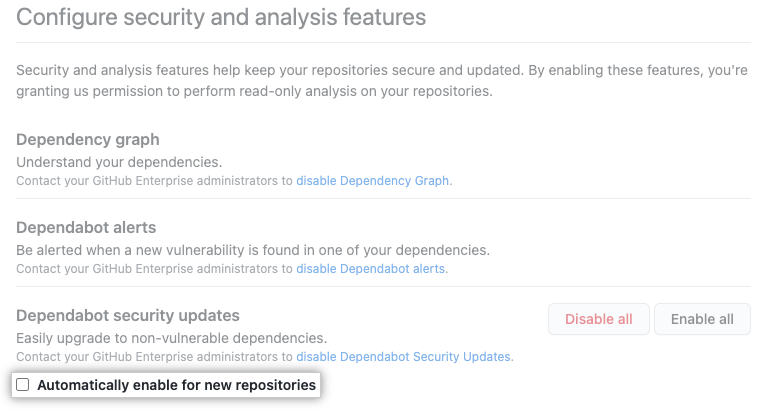 Configure security and analysis features
Security and analysis features help keep your repositories secure and updated. By enabling these features, you're
granting us permission to perform read-only analysis on your repositories.
Dependency graph
Understand your dependencies.
Contact your GitHub Enterprise administrators to disable Dependency Graph.
Dependabot alerts
Be alerted when a new vulnerability is found in one of your dependencies.
Contact your GitHub Enterprise administrators to disable Dependabot alerts.
Dependabot security updates
Disable all
Enable all
Easily upgrade to non-vulnerable dependencies.
Contact your GitHub Enterprise administrators to disable Dependabot Security Updates.
Automatically enable for new repositories